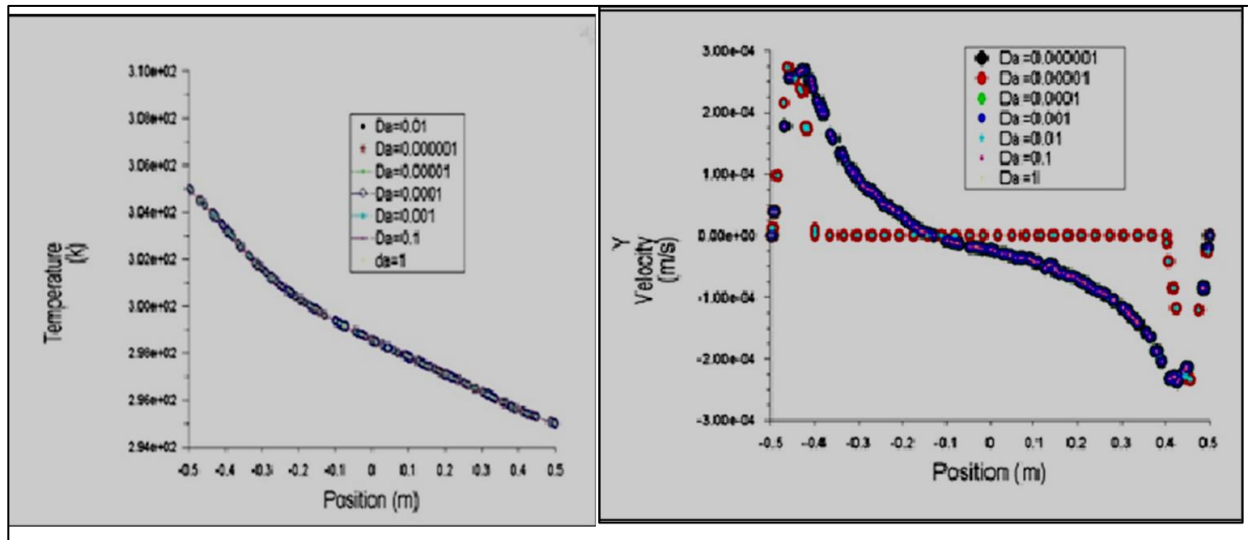 3.10e+02
3.08e+02
3.06e+02
3.04e+02
3.02e+02
3.00e+02
2.98e+02
2.96e+02
2.94e+02
Temperature
(k)
-0.5 -0.4 -0.3 -0.2 -0.1 0 0.1 0.2 0.3 0.4 0.5
Position (m)
Da=0.01
Da=0.000001
Da=0.00001
Da=0.0001
Da=0.001
Da=0.1
da=1
3.00e-04
2.00e-04
1.00e-04
0.00e+00
-1.00e-04
-2.00e-04
-3.00e-04
Y
Velocity
(m/s)
-0.5 -0.4 -0.3 -0.2 -0.1 0 0.1 0.2 0.3 0.4 0.5
Position (m)
Da=0.000001
Da=0.00001
Da=0.0001
Da=0.001
Da=0.01
Da=0.1
Da=1